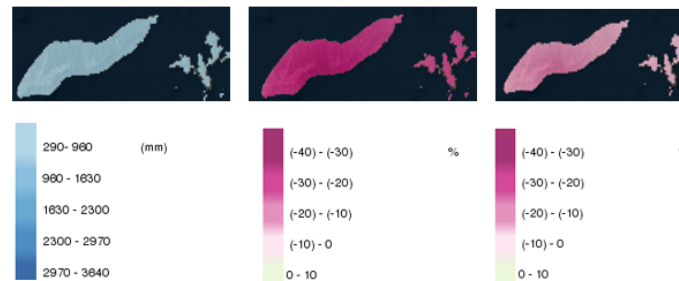 290- 960 (mm)
960 - 1630
1630 - 2300
2300 - 2970
2970 - 3640
(-40) - (-30) %
(-30) - (-20)
(-20) - (-10)
(-10) - 0
0 - 10
(-40) - (-30)
(-30) - (-20)
(-20) - (-10)
(-10) - 0
0 - 10